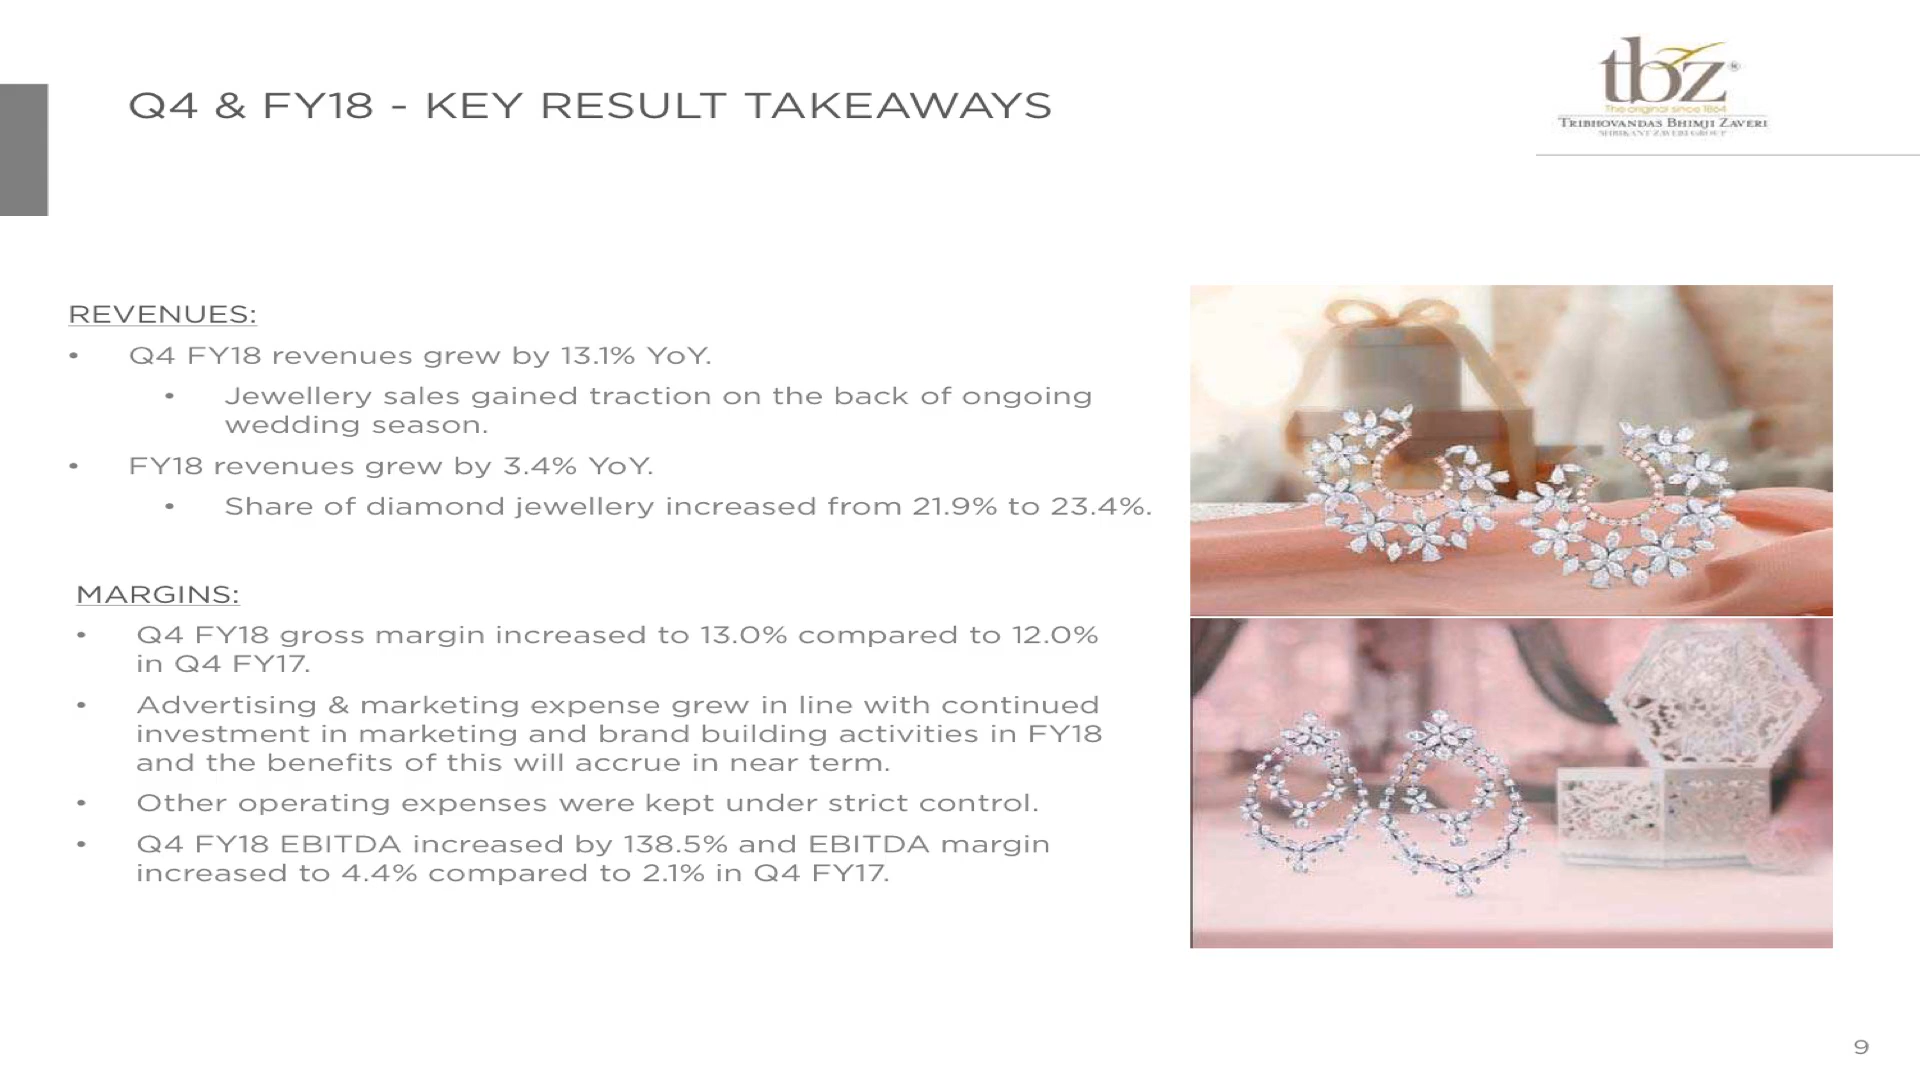 Q4 & FY18 - KEY RESULT TAKEAWAYS
tbz
The original since 1864
TRIBHOVANDAS BHIMJI ZAVERI
SHRIKANT ZAVERI GROUP
REVENUES:
• Q4 FY18 revenues grew by 13.1% YoY.
• Jewellery sales gained traction on the back of ongoing
wedding season.
• FY18 revenues grew by 3.4% YoY.
• Share of diamond jewellery increased from 21.9% to 23.4%.
MARGINS:
• Q4 FY18 gross margin increased to 13.0% compared to 12.0%
in Q4 FY17.
• Advertising & marketing expense grew in line with continued
investment in marketing and brand building activities in FY18
and the benefits of this will accrue in near term.
• Other operating expenses were kept under strict control.
• Q4 FY18 EBITDA increased by 138.5% and EBITDA margin
increased to 4.4% compared to 2.1% in Q4 FY17.
9